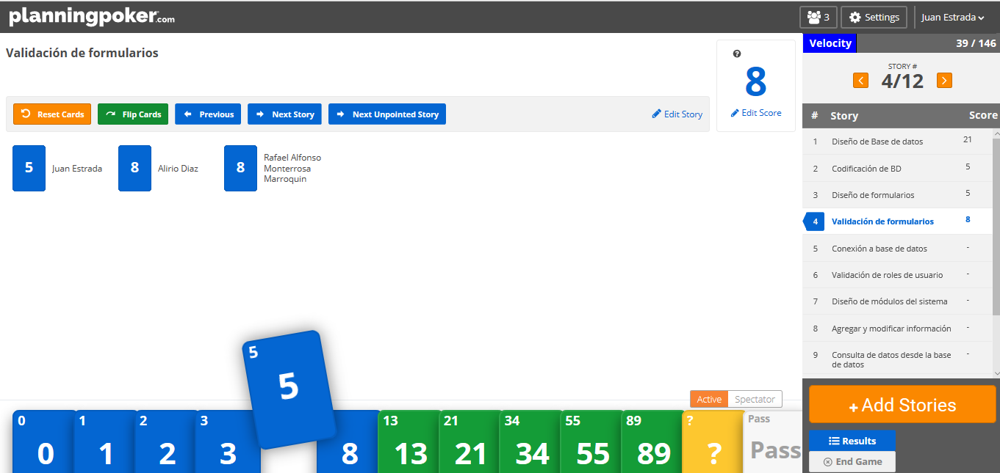 planningpoker.com
3
Settings
Juan Estrada
Validación de formularios
?
8
Edit Score
Reset Cards
Flip Cards
Previous
Next Story
Next Unpointed Story
Edit Story
5
Juan Estrada
8
Alirio Diaz
8
Rafael Alfonso
Monterrosa
Marroquin
Velocity
39 / 146
STORY #
4/12
# Story Score
1 Diseño de Base de datos 21
2 Codificación de BD 5
3 Diseño de formularios 5
4 Validación de formularios 8
5 Conexión a base de datos -
6 Validación de roles de usuario -
7 Diseño de módulos del sistema -
8 Agregar y modificar información -
9 Consulta de datos desde la base -
de datos
5
5
Active
Spectator
0 1 2 3 13 21 34 55 89 ? Pass
0 1 2 3 8 13 21 34 55 89 ? Pass
+ Add Stories
Results
End Game